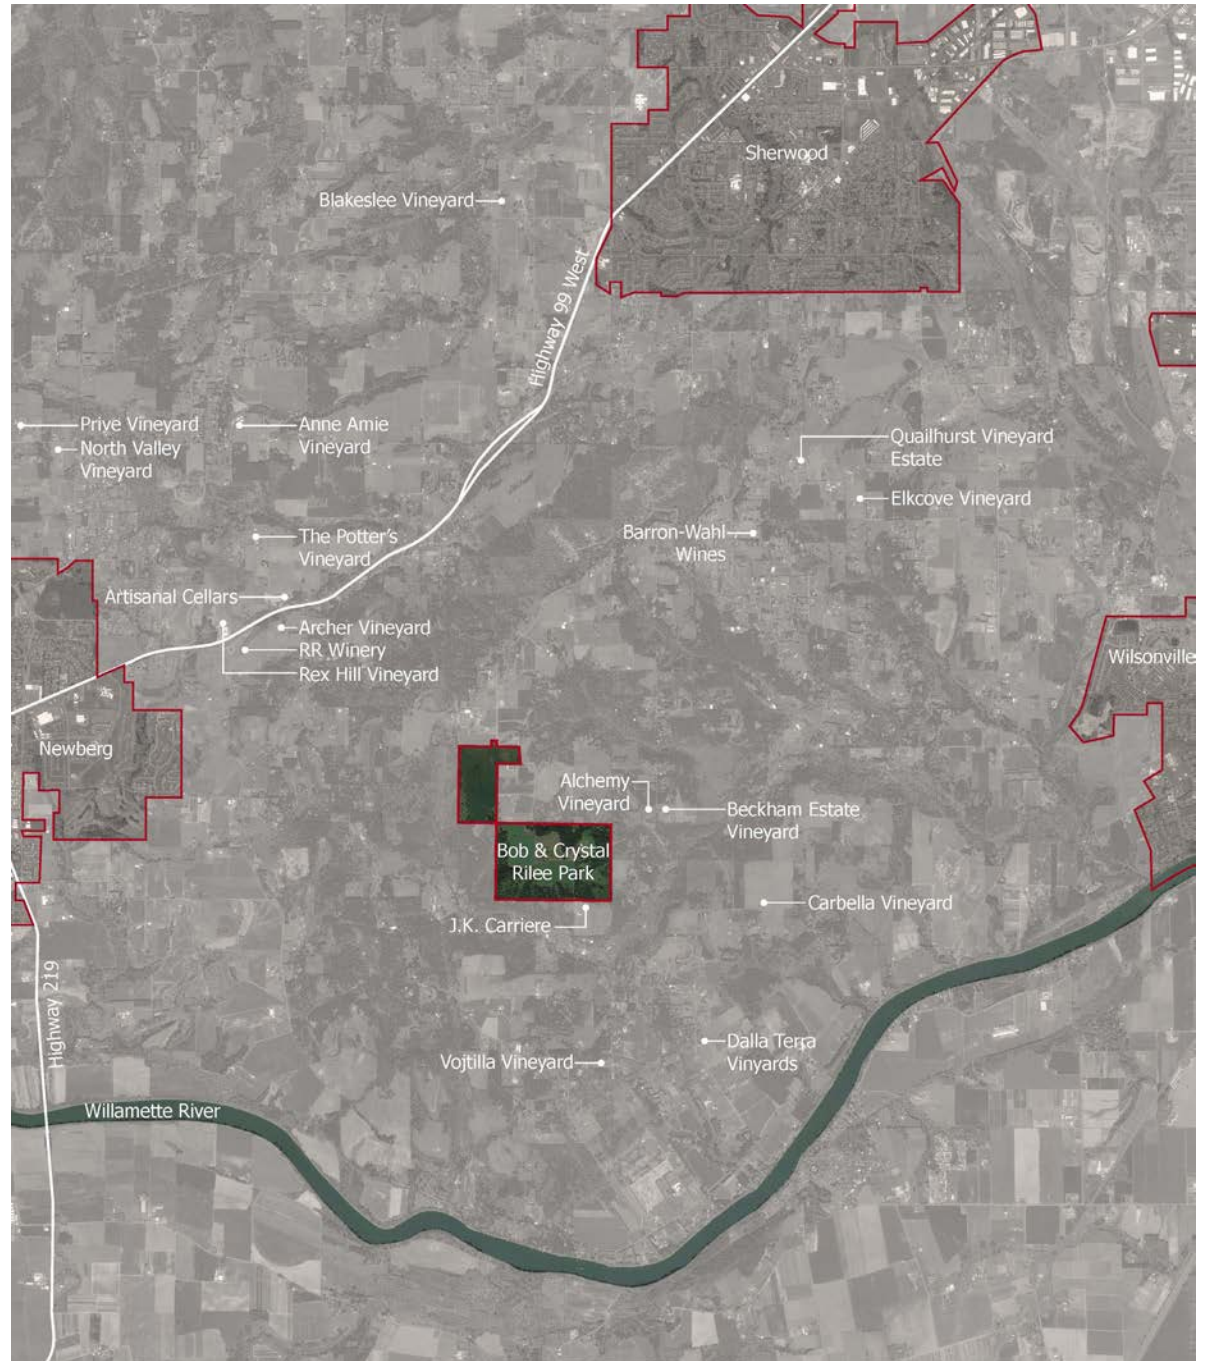 Sherwood
Blakeslee Vineyard
Highway 99 West
Prive Vineyard
North Valley
Vineyard
Anne Amie
Vineyard
Quailhurst Vineyard
Estate
Elkcove Vineyard
Barron-Wahl
Wines
The Potter's
Vineyard
Artisanal Cellars
Archer Vineyard
RR Winery
Rex Hill Vineyard
Wilsonville
Newberg
Alchemy
Vineyard
Beckham Estate
Vineyard
Bob & Crystal
Rilee Park
Carbella Vineyard
J.K. Carriere
Highway 219
Dalla Terra
Vinyards
Vojtilla Vineyard
Willamette River